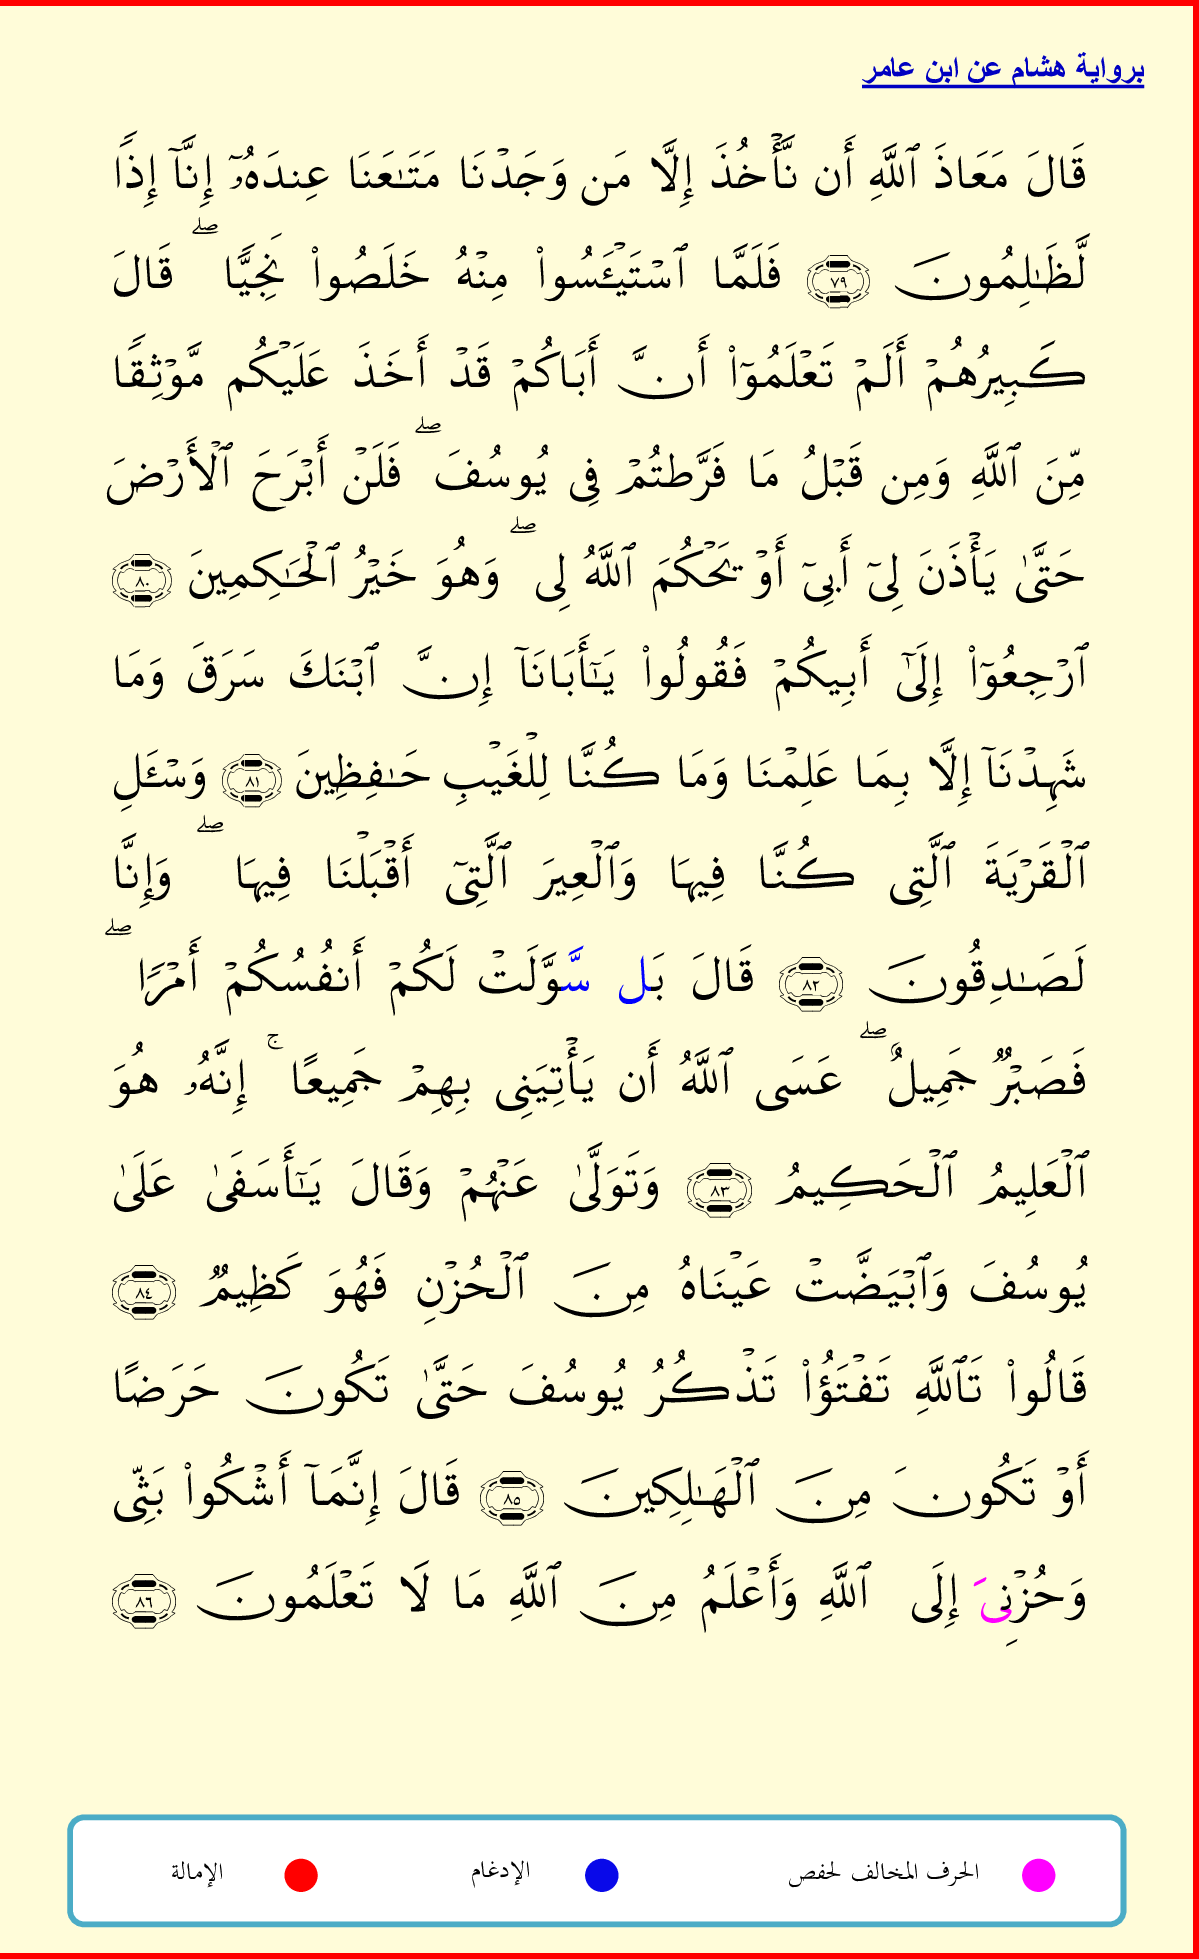 برواية هشام عن ابن عامر
قَالَ مَعَاذَ ٱللَّهِ أَن نَّأۡخُذَ إِلَّا مَن وَجَدۡنَا مَتَـٰعَنَا عِندَهُۥٓ إِنَّآ إِذٗا
لَّظَـٰلِمُونَ ٧٩ فَلَمَّا ٱسۡتَيۡـَٔسُواْ مِنۡهُ خَلَصُواْ نَجِيّٗاۖ قَالَ
كَبِيرُهُمۡ أَلَمۡ تَعۡلَمُوٓاْ أَنَّ أَبَاكُمۡ قَدۡ أَخَذَ عَلَيۡكُم مَّوۡثِقٗا
مِّنَ ٱللَّهِ وَمِن قَبۡلُ مَا فَرَّطتُمۡ فِى يُوسُفَۖ فَلَنۡ أَبۡرَحَ ٱلۡأَرۡضَ
حَتَّىٰ يَأۡذَنَ لِىٓ أَبِىٓ أَوۡ يَحۡكُمَ ٱللَّهُ لِىۖ وَهُوَ خَيۡرُ ٱلۡحَـٰكِمِينَ ٨٠
ٱرۡجِعُوٓاْ إِلَىٰٓ أَبِيكُمۡ فَقُولُواْ يَـٰٓأَبَانَآ إِنَّ ٱبۡنَكَ سَرَقَ وَمَا
شَهِدۡنَآ إِلَّا بِمَا عَلِمۡنَا وَمَا كُنَّا لِلۡغَيۡبِ حَـٰفِظِينَ ٨١ وَسۡـَٔلِ
ٱلۡقَرۡيَةَ ٱلَّتِى كُنَّا فِيهَا وَٱلۡعِيرَ ٱلَّتِىٓ أَقۡبَلۡنَا فِيهَاۖ وَإِنَّا
لَصَـٰدِقُونَ ٨٢ قَالَ بَل سَّوَّلَتۡ لَكُمۡ أَنفُسُكُمۡ أَمۡرٗاۖ
فَصَبۡرٞ جَمِيلٌۖ عَسَى ٱللَّهُ أَن يَأۡتِيَنِى بِهِمۡ جَمِيعًاۚ إِنَّهُۥ هُوَ
ٱلۡعَلِيمُ ٱلۡحَكِيمُ ٨٣ وَتَوَلَّىٰ عَنۡهُمۡ وَقَالَ يَـٰٓأَسَفَىٰ عَلَىٰ
يُوسُفَ وَٱبۡيَضَّتۡ عَيۡنَاهُ مِنَ ٱلۡحُزۡنِ فَهُوَ كَظِيمٞ ٨٤
قَالُواْ تَٱللَّهِ تَفۡتَؤُاْ تَذۡكُرُ يُوسُفَ حَتَّىٰ تَكُونَ حَرَضًا
أَوۡ تَكُونَ مِنَ ٱلۡهَـٰلِكِينَ ٨٥ قَالَ إِنَّمَآ أَشۡكُواْ بَثِّى
وَحُزۡنِىَ إِلَى ٱللَّهِ وَأَعۡلَمُ مِنَ ٱللَّهِ مَا لَا تَعۡلَمُونَ ٨٦
الحرف المخالف لحفص الإدغام الإمالة